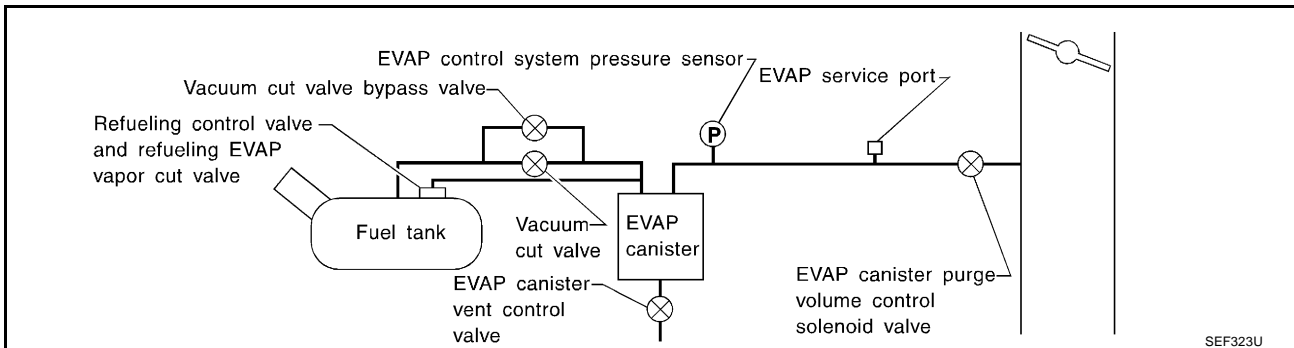 EVAP control system pressure sensor
EVAP service port
Vacuum cut valve bypass valve
Refueling control valve
and refueling EVAP
vapor cut valve
P
Fuel tank
Vacuum
cut valve
EVAP
canister
EVAP canister
vent control
valve
EVAP canister purge
volume control
solenoid valve
SEF323U